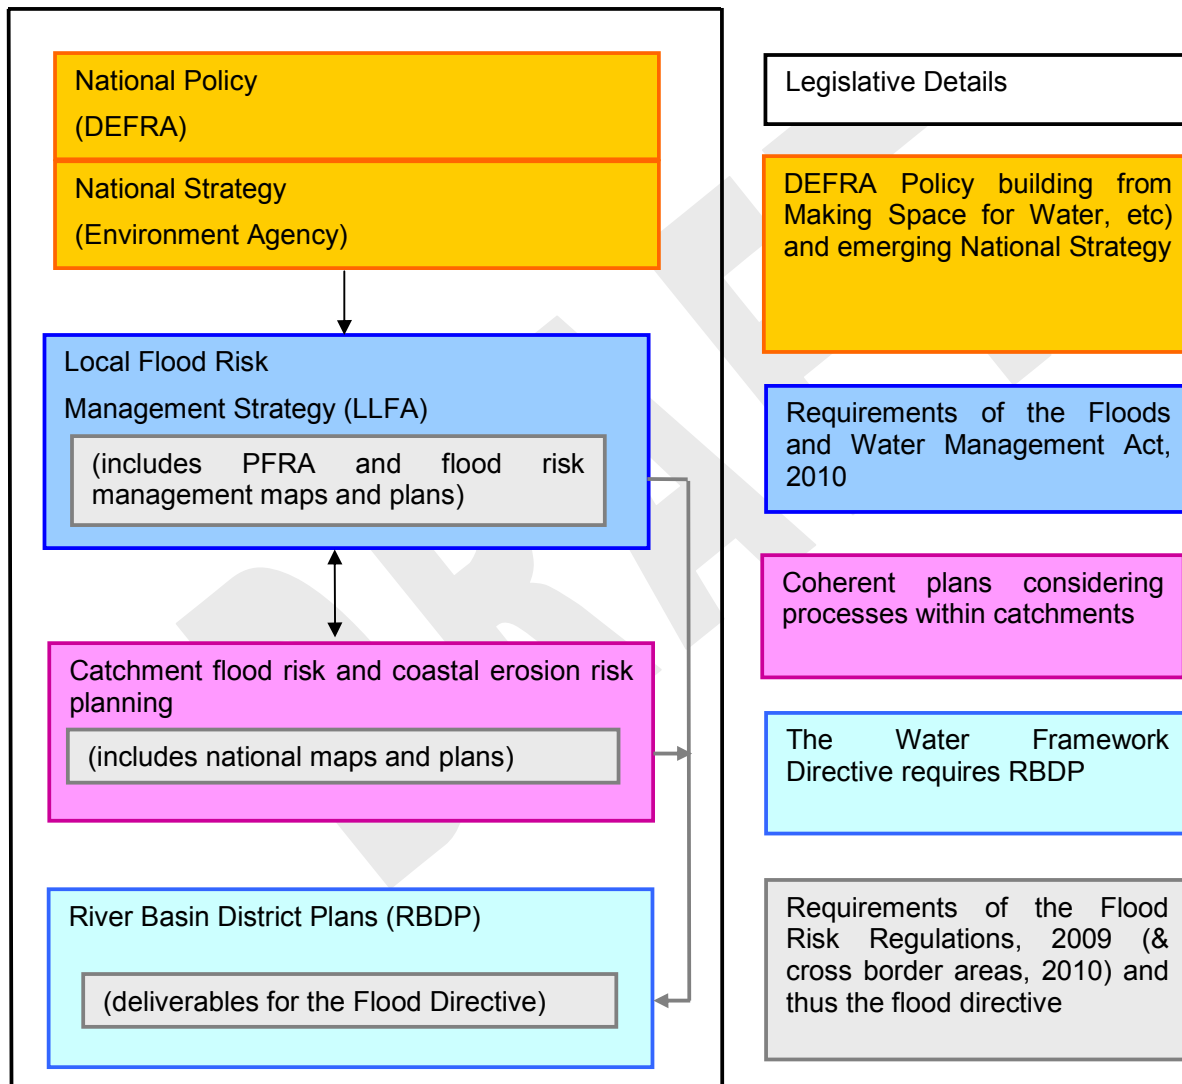 National Policy
(DEFRA)
National Strategy
(Environment Agency)
Local Flood Risk
Management Strategy (LLFA)
(includes PFRA and flood risk
management maps and plans)
Catchment flood risk and coastal erosion risk
planning
(includes national maps and plans)
River Basin District Plans (RBDP)
(deliverables for the Flood Directive)
Legislative Details
DEFRA Policy building from
Making Space for Water, etc)
and emerging National Strategy
Requirements of the Floods
and Water Management Act,
2010
Coherent plans considering
processes within catchments
The Water Framework
Directive requires RBDP
Requirements of the Flood
Risk Regulations, 2009 (&
cross border areas, 2010) and
thus the flood directive
DRAFT